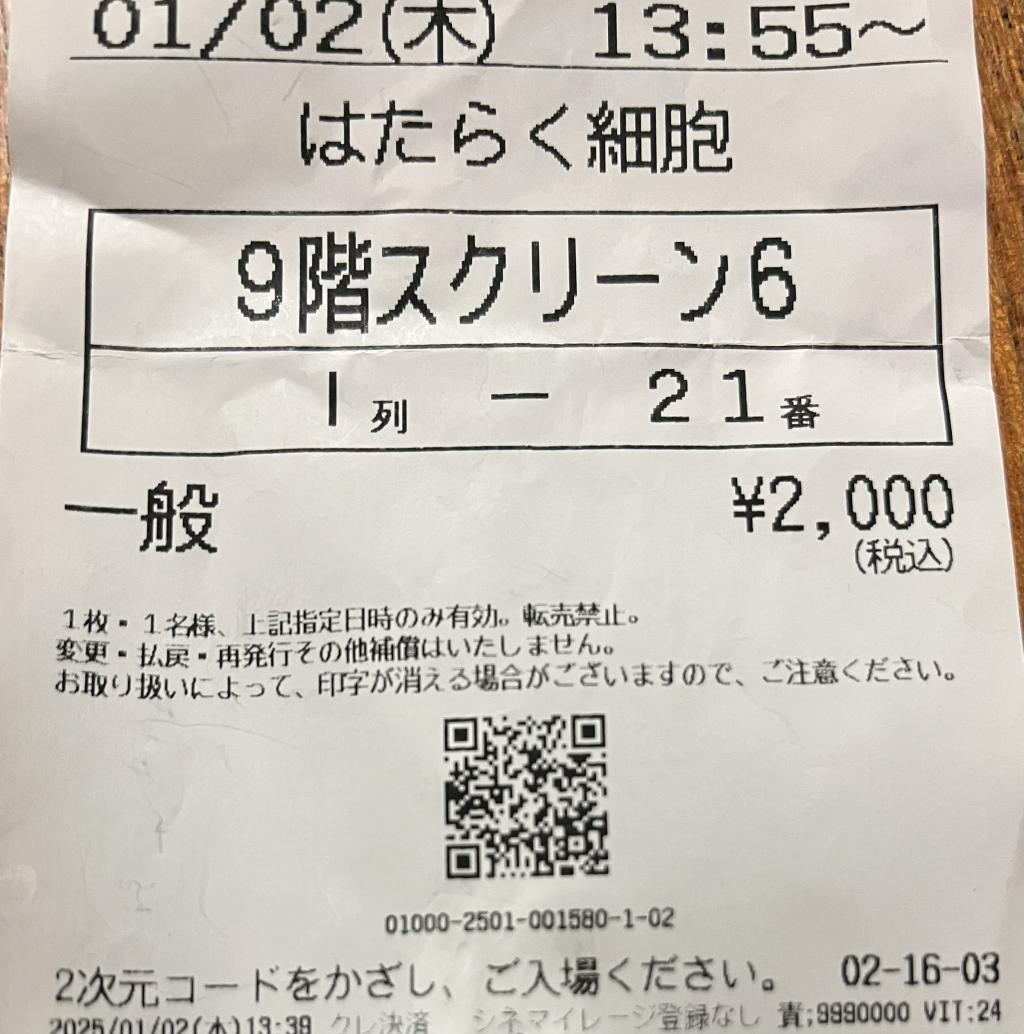 01/02(木) 13:55〜
はたらく細胞
9階スクリーン6
I列 ー 21番
一般 ¥2,000
(税込)
1枚・1名様、上記指定日時のみ有効。転売禁止。
変更・払戻・再発行その他補償はいたしません。
お取り扱いによって、印字が消える場合がございますので、ご注意ください。
01000-2501-001580-1-02
2次元コードをかざし、ご入場ください。 02-16-03
2025/01/02(木)13:39 クレ決済 シネマイレージ登録なし 責;9990000 VIT:24